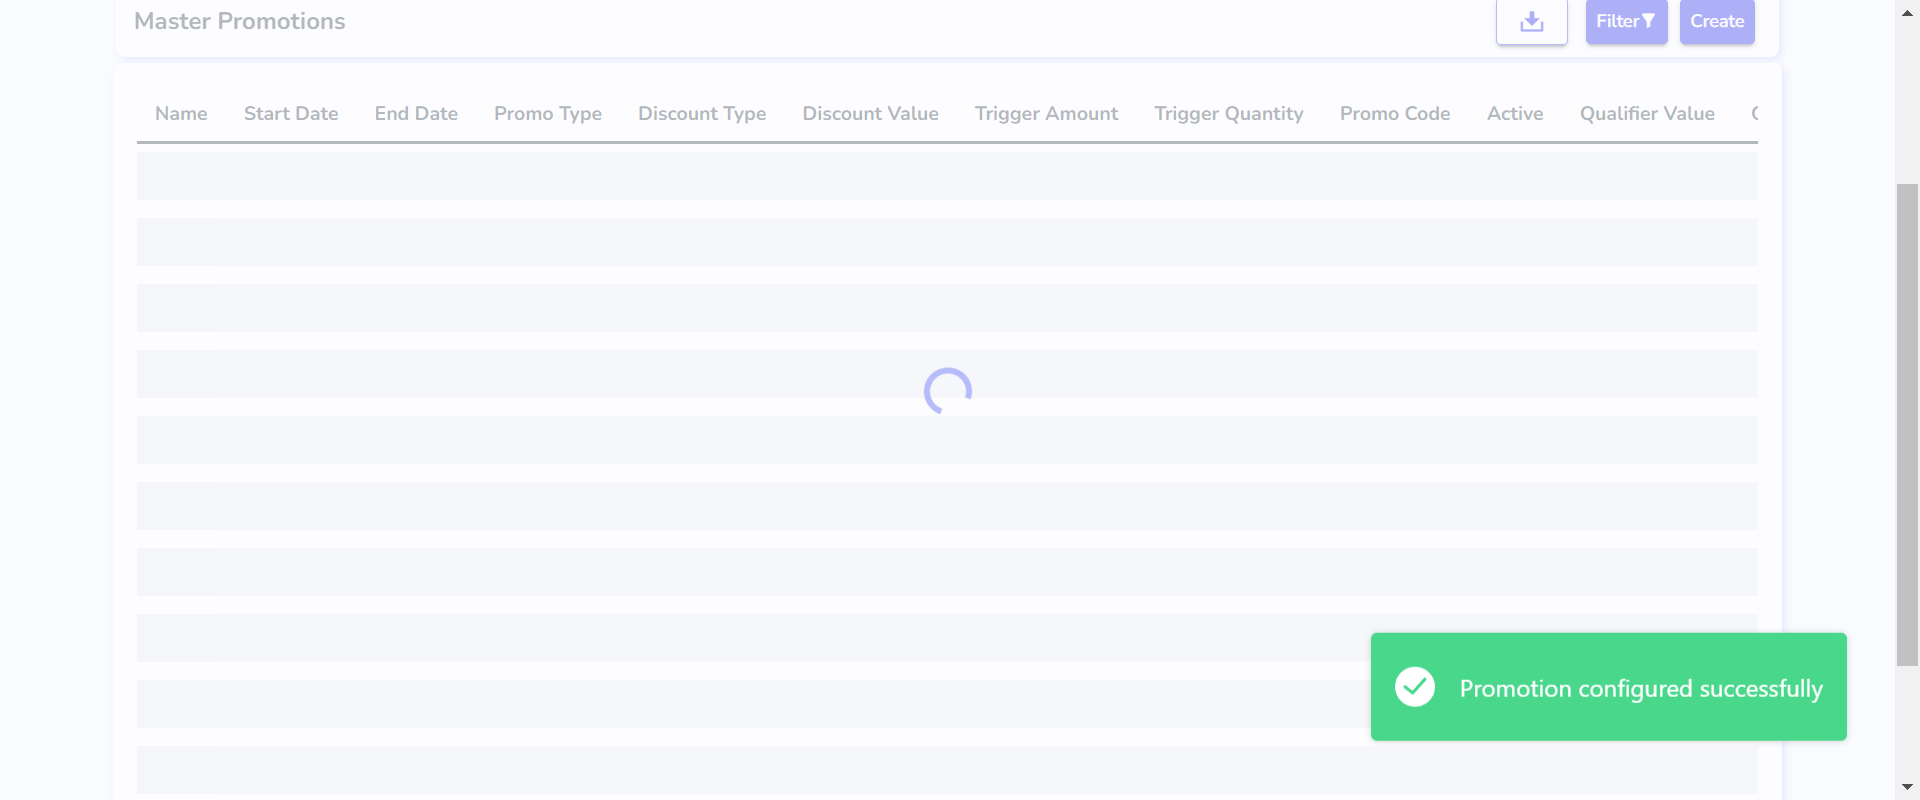 Master Promotions
Filter
Create
Name Start Date End Date Promo Type Discount Type Discount Value Trigger Amount Trigger Quantity Promo Code Active Qualifier Value
Promotion configured successfully